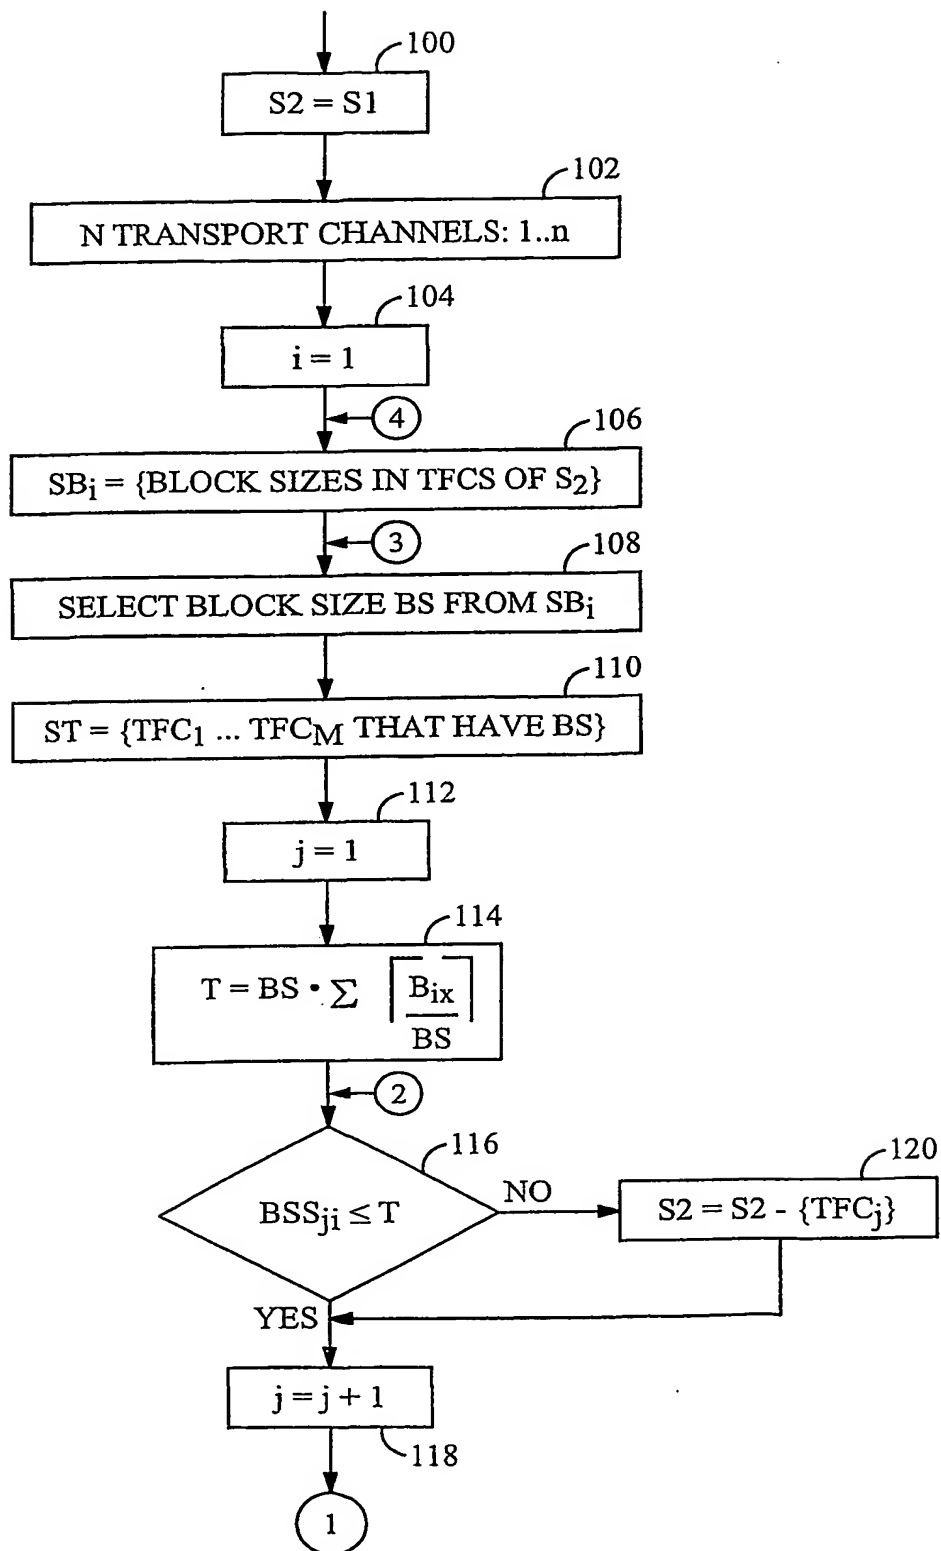 100
S2 = S1
102
N TRANSPORT CHANNELS: 1..n
104
i = 1
4
106
SBi = {BLOCK SIZES IN TFCS OF S2}
3
108
SELECT BLOCK SIZE BS FROM SBi
110
ST = {TFC1 ... TFCM THAT HAVE BS}
112
j = 1
114
T = BS • Σ ⌈Bix/BS⌉
2
116
BSSji ≤ T
NO
120
S2 = S2 - {TFCj}
YES
j = j + 1
118
1